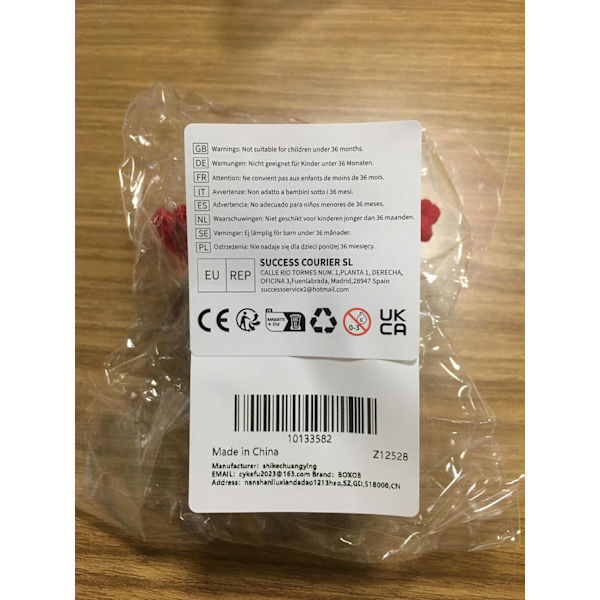 GB Warnings: Not suitable for children under 36 months.
DE Warnungen: Nicht geeignet für Kinder unter 36 Monaten.
FR Attention: Ne convient pas aux enfants de moins de 36 mois.
IT Avvertenze: Non adatto a bambini sotto i 36 mesi.
ES Advertencia: No adecuado para niños menores de 36 meses.
NL Waarschuwingen: Niet geschikt voor kinderen jonger dan 36 maanden.
SE Varningar: Ej lämplig för barn under 36 månader.
PL Ostrzeżenia: Nie nadaje się dla dzieci poniżej 36 miesięcy.
EU REP
SUCCESS COURIER SL
CALLE RIO TORMES NUM. 1,PLANTA 1, DERECHA,
OFICINA 3,Fuenlabrada, Madrid,28947 Spain
successservice2@hotmail.com
CE
FR
BARQUETTE
+ ÉTUI
0-3
UK
CA
10133582
Made in China
Z12528
Manufacturer: shikechuangying
EMAIL: cykefu2023@163.com Brand: BOXOB
Address: nanshanliuxiandadao1213hao,SZ,GD,518000,CN